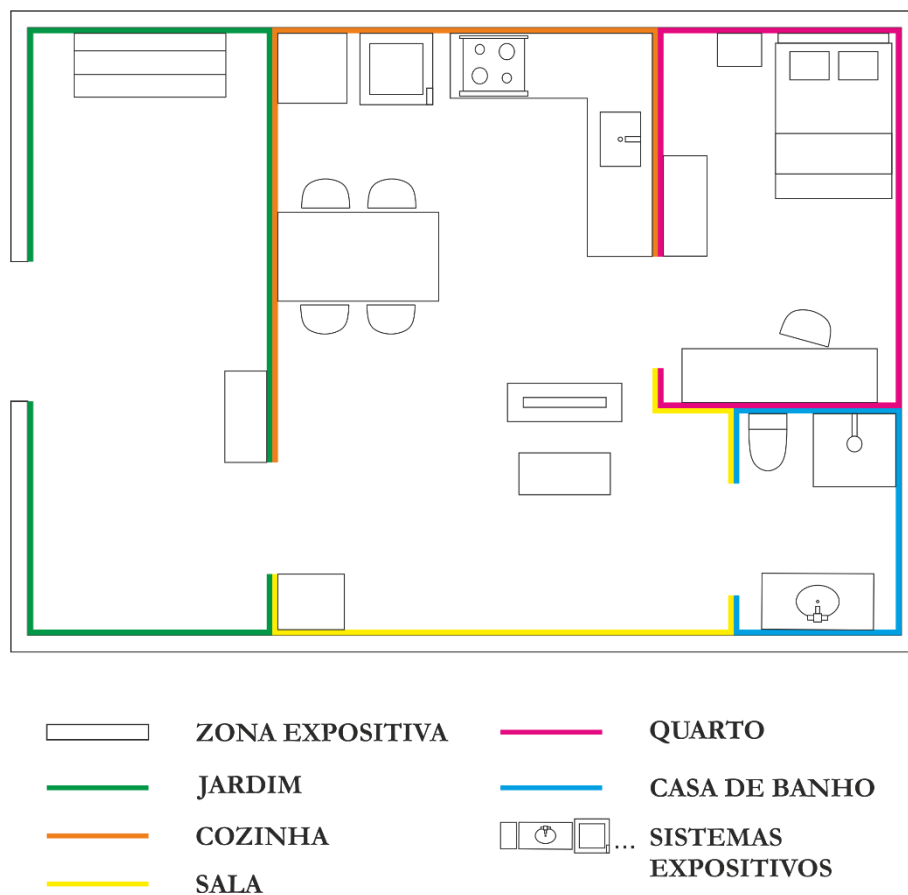 ZONA EXPOSITIVA
JARDIM
COZINHA
SALA
QUARTO
CASA DE BANHO
... SISTEMAS
EXPOSITIVOS